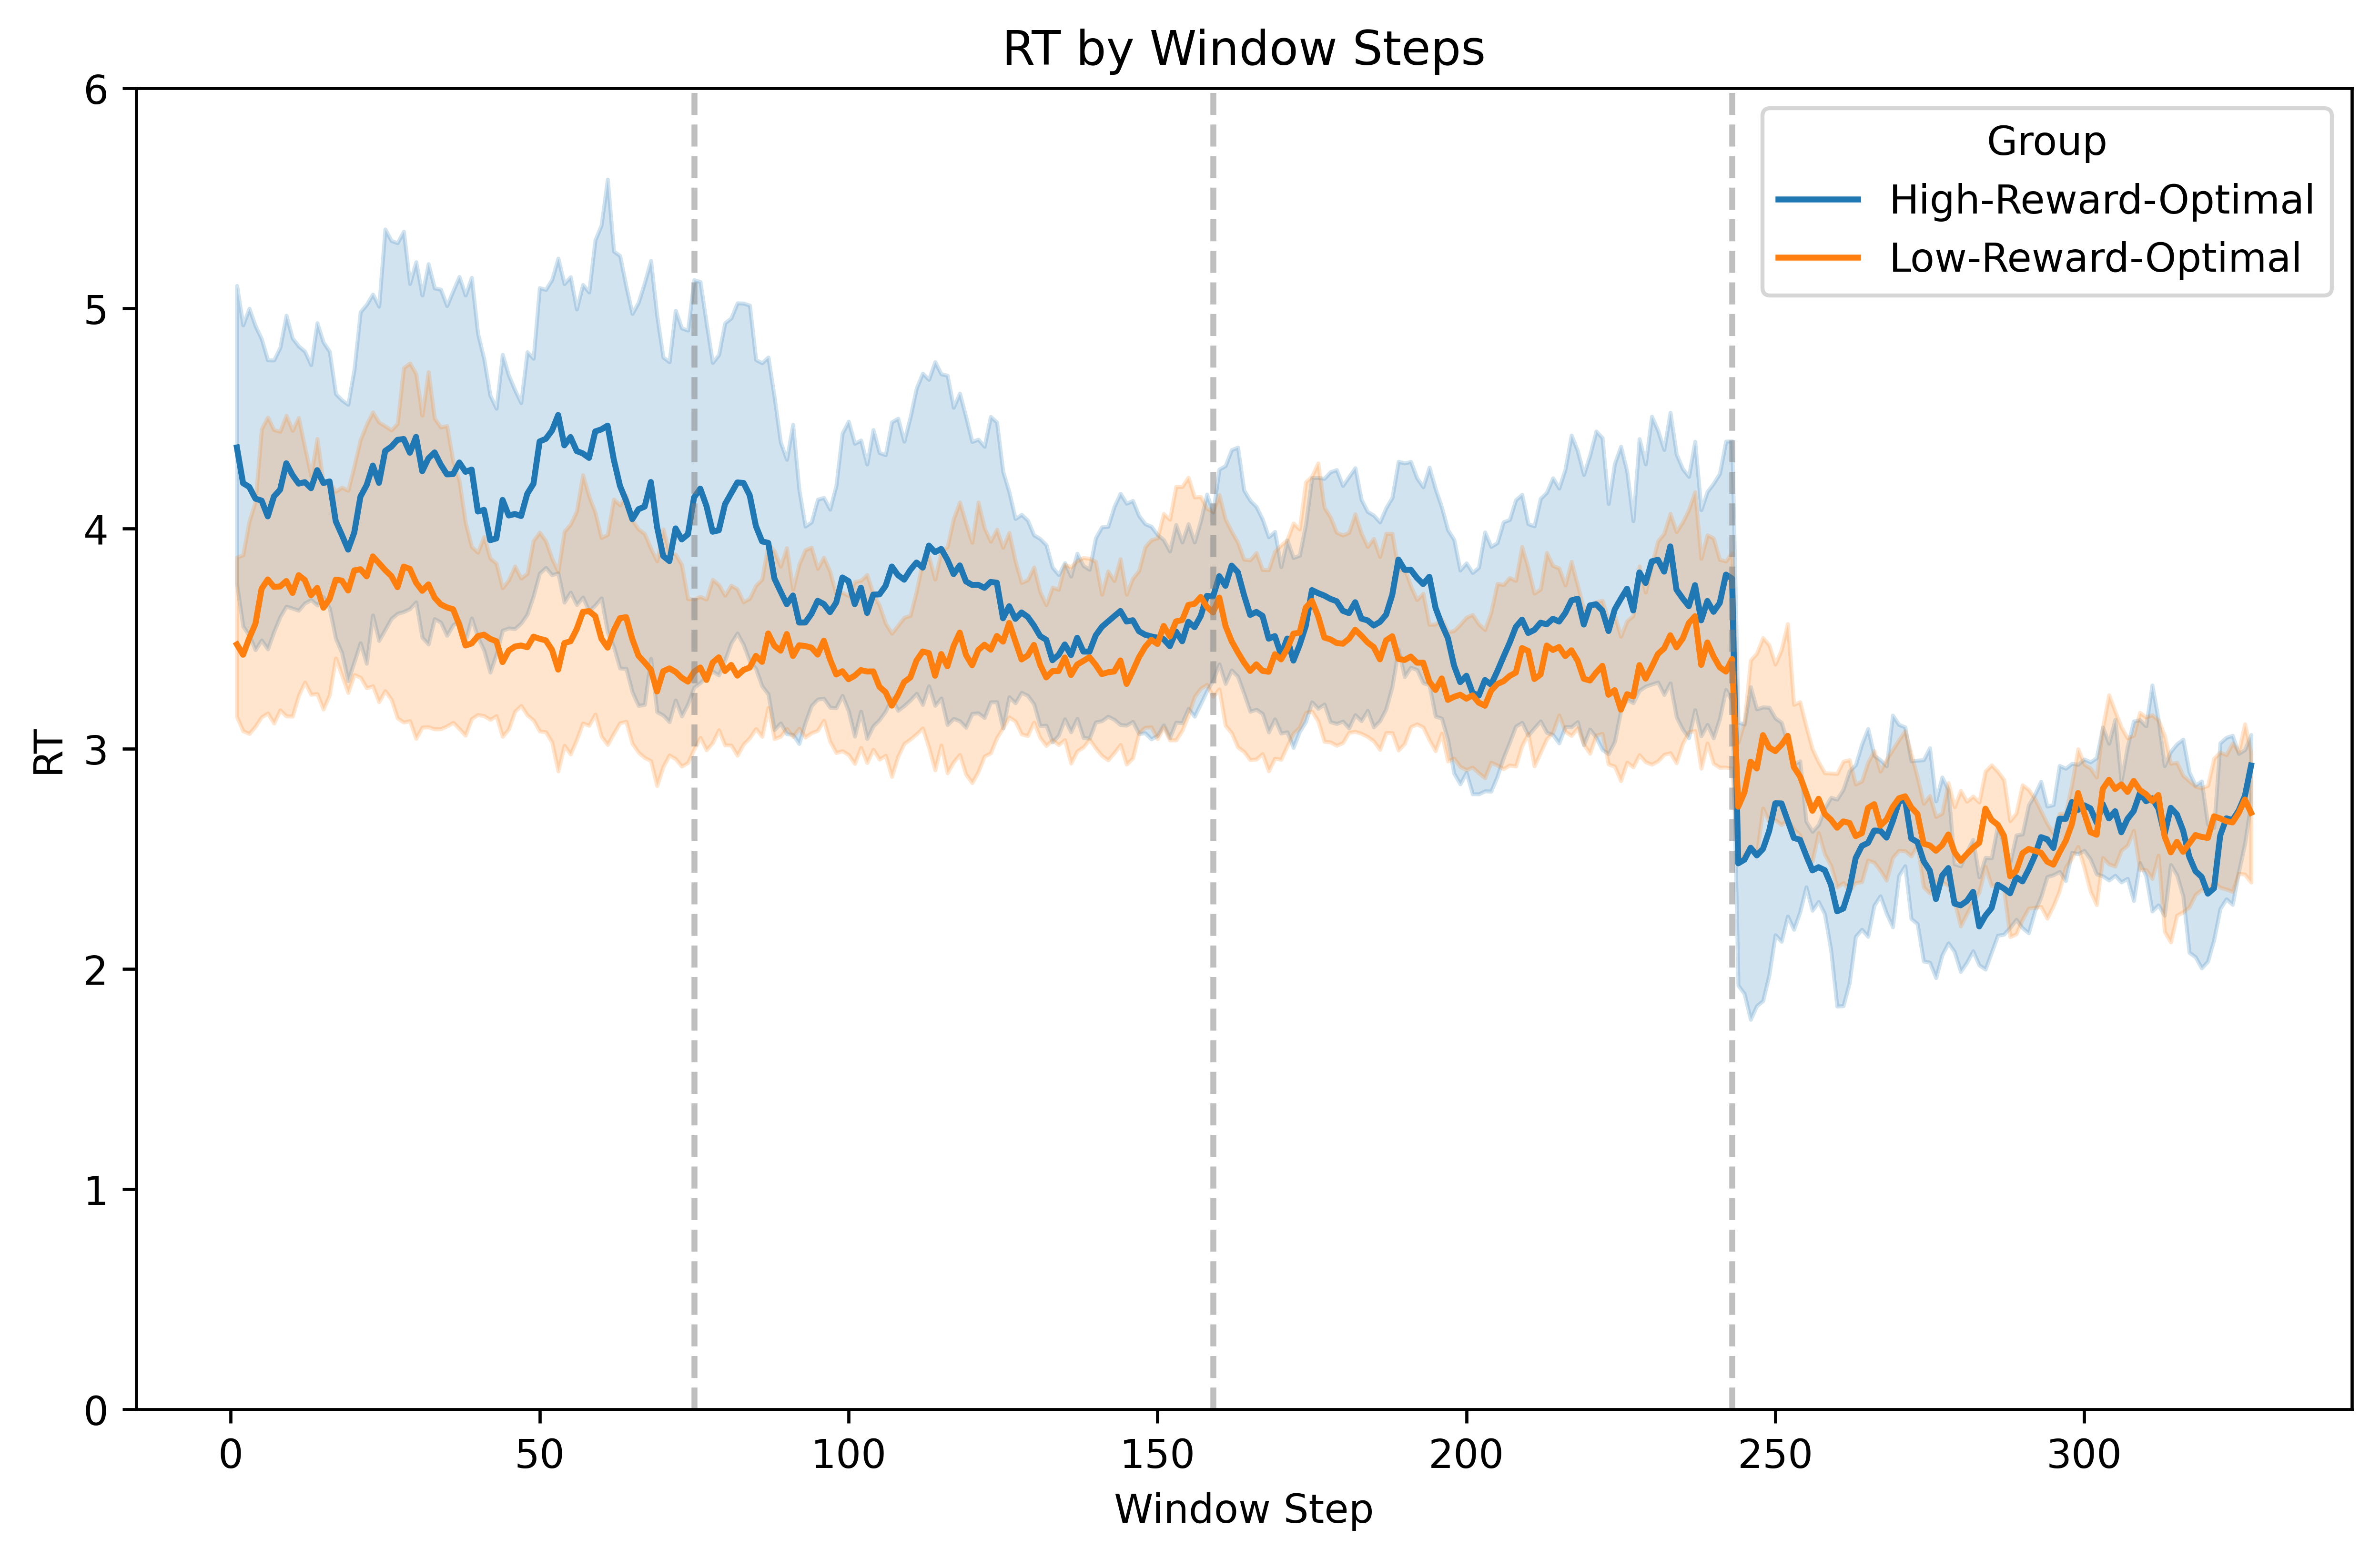 RT by Window Steps
Group
High-Reward-Optimal
Low-Reward-Optimal
RT
6
5
4
3
2
1
0
0 50 100 150 200 250 300
Window Step